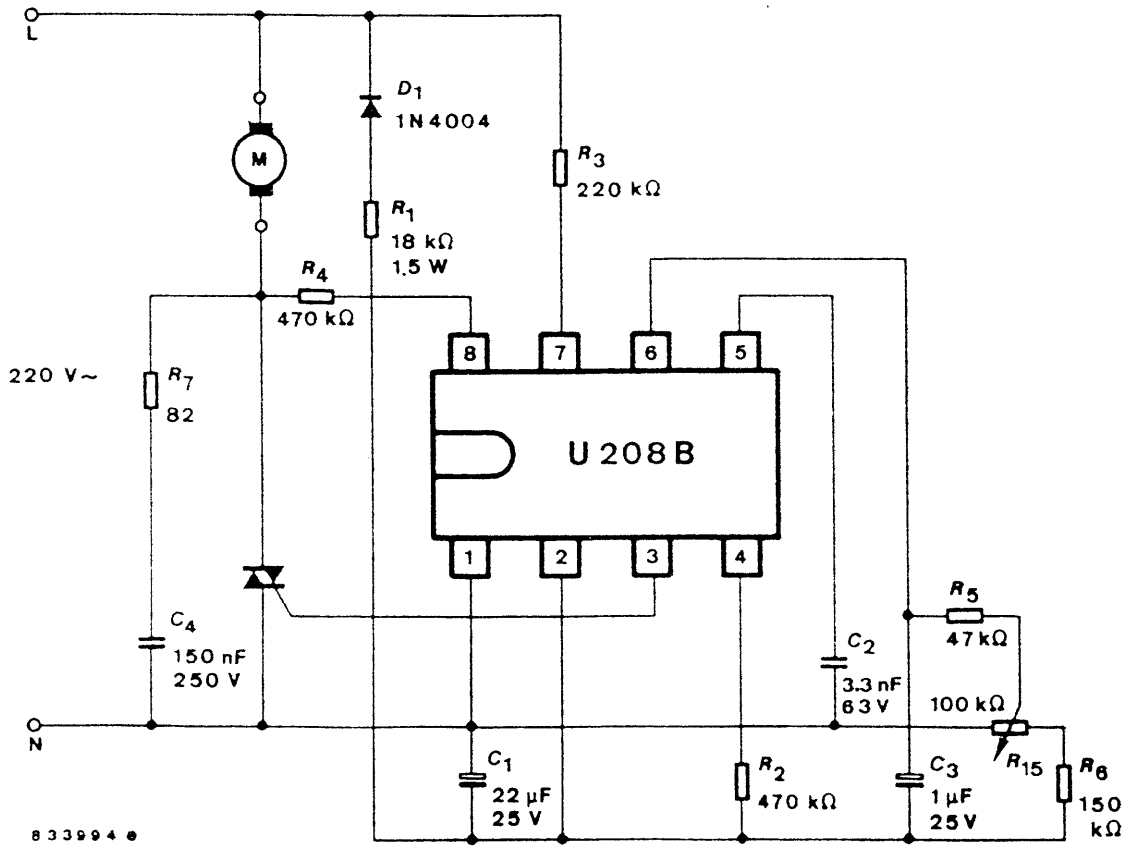 L
D1
1N4004
M
R3
220 kΩ
R1
18 kΩ
1.5 W
R4
470 kΩ
8
7
6
5
220 V~
R7
82
U208B
1
2
3
4
R5
47 kΩ
C4
150 nF
250 V
C2
3.3 nF
63 V
100 kΩ
N
C1
22 µF
25 V
R2
470 kΩ
C3
1 µF
25 V
R15
R6
150
kΩ
833994 e